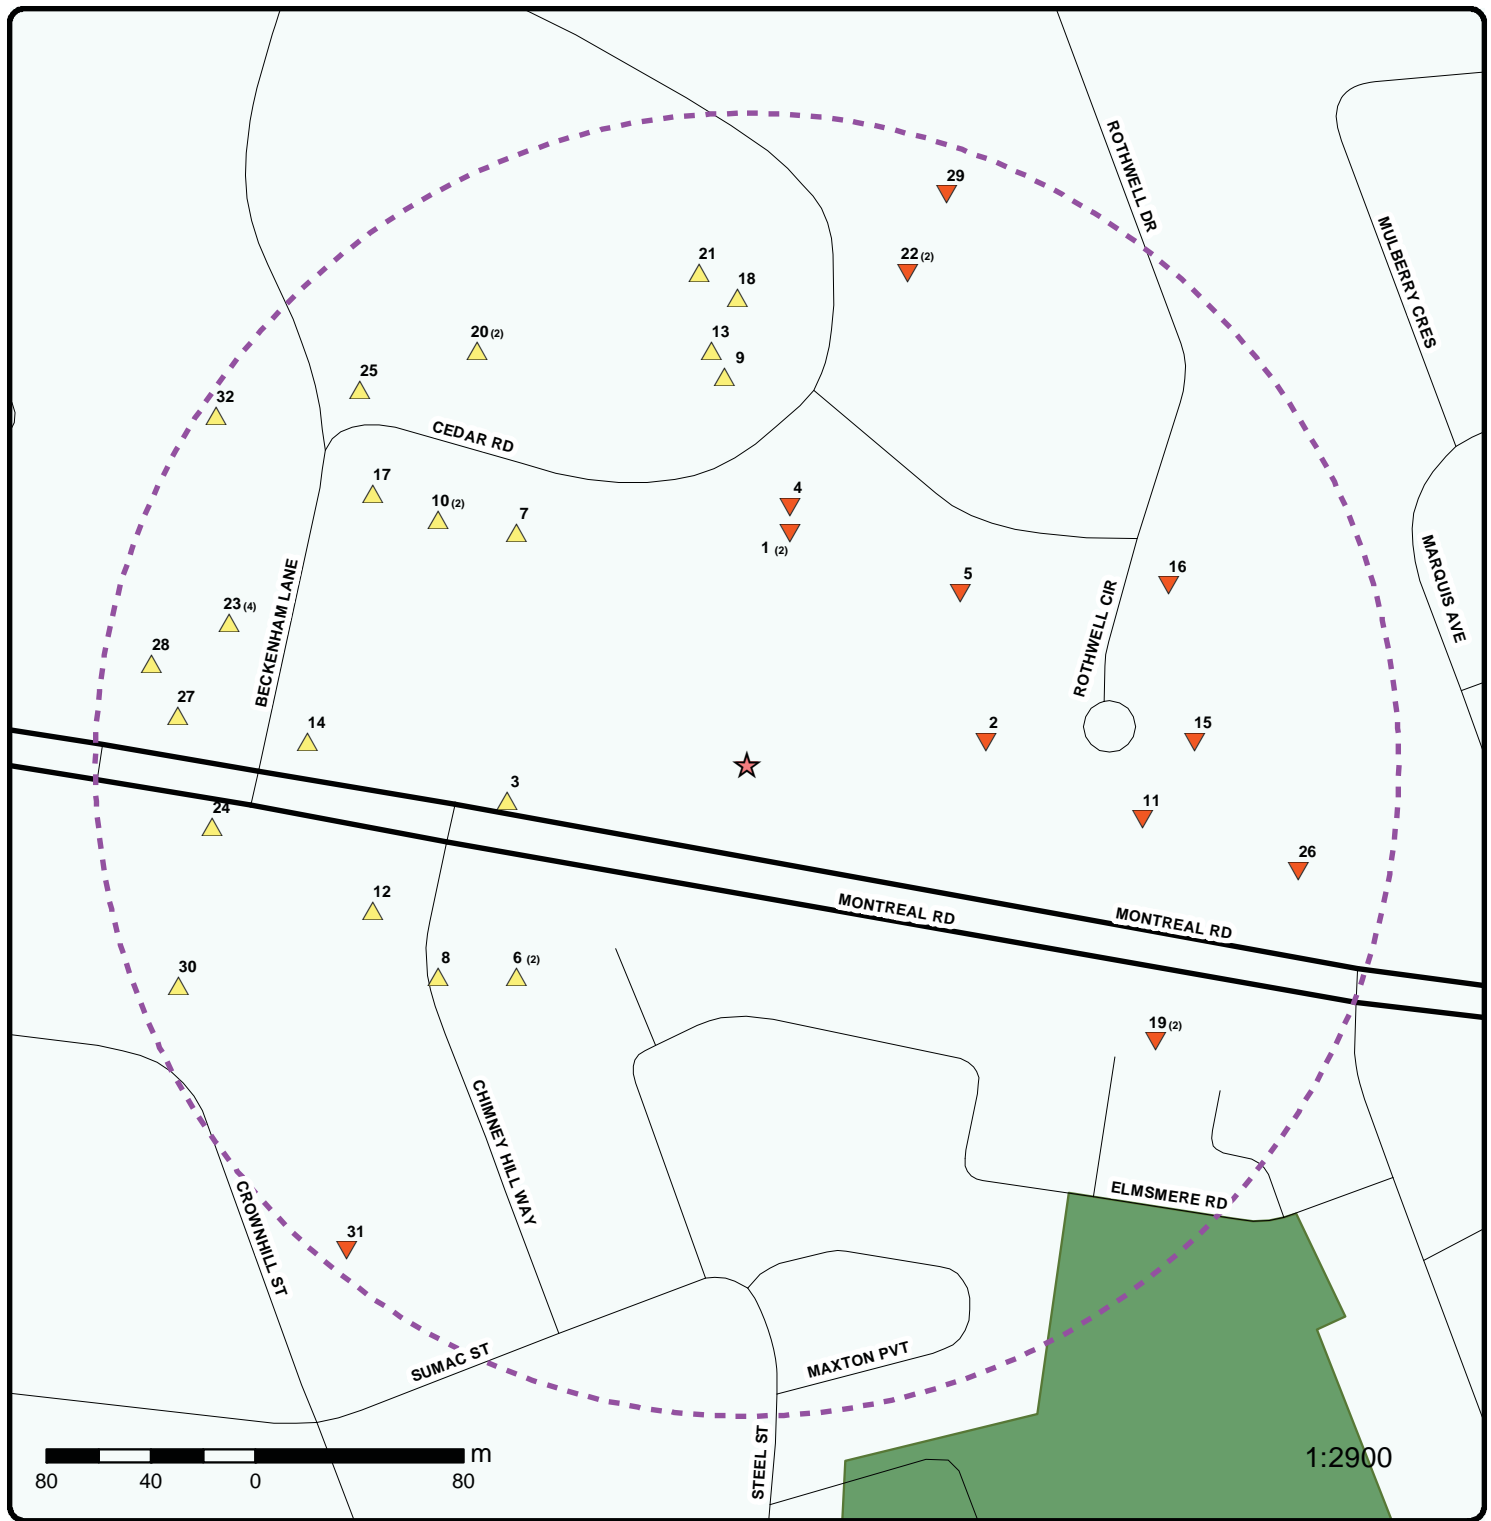 ROTHWELL DR
29
MULBERRY CRES
21
22 (2)
18
20 (2)
13
9
25
32
CEDAR RD
17
10 (2)
7
4
1 (2)
MARQUIS AVE
5
16
BECKENHAM LANE
23 (4)
ROTHWELL CIR
28
27
14
2
15
3
24
11
26
12
MONTREAL RD
MONTREAL RD
30
8
6 (2)
19 (2)
CHIMNEY HILL WAY
CROWNHILL ST
ELMSMERE RD
31
SUMAC ST
MAXTON PVT
STEEL ST
m
1:2900
80
40
0
80